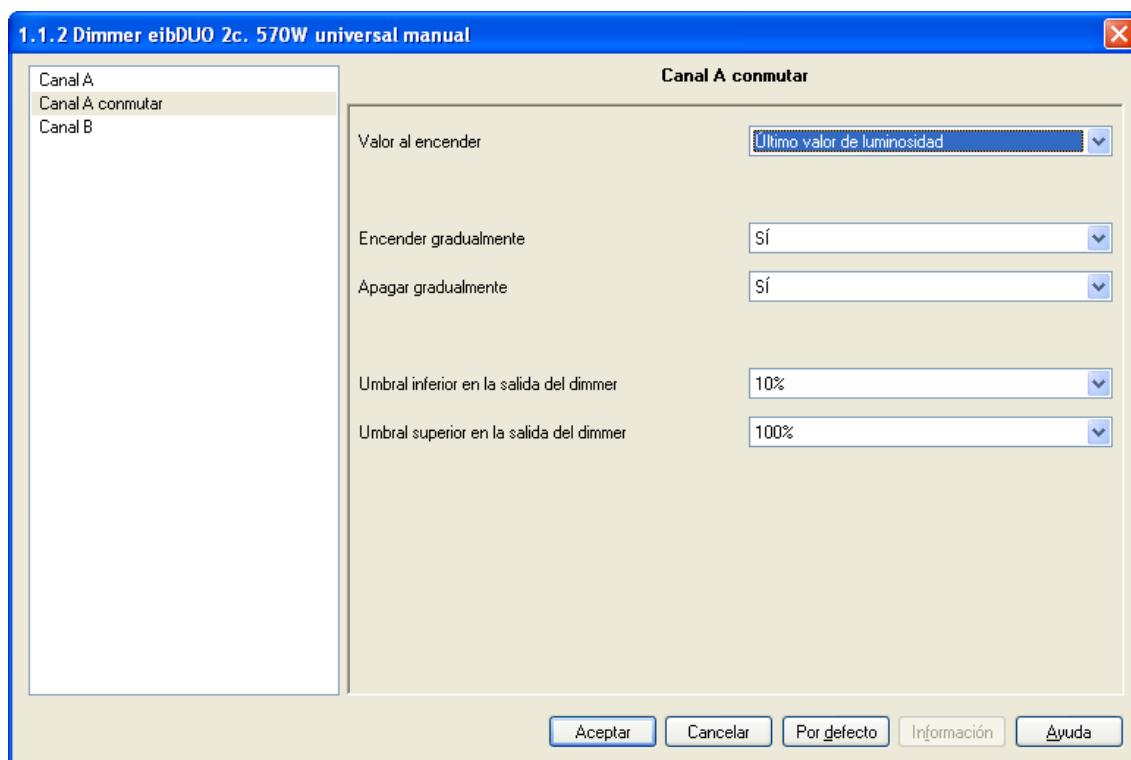 1.1.2 Dimmer eibDUO 2c. 570W universal manual
Canal A
Canal A conmutar
Canal B
Canal A conmutar
Valor al encender
Último valor de luminosidad
Encender gradualmente
SÍ
Apagar gradualmente
SÍ
Umbral inferior en la salida del dimmer
10%
Umbral superior en la salida del dimmer
100%
Aceptar
Cancelar
Por defecto
Información
Ayuda